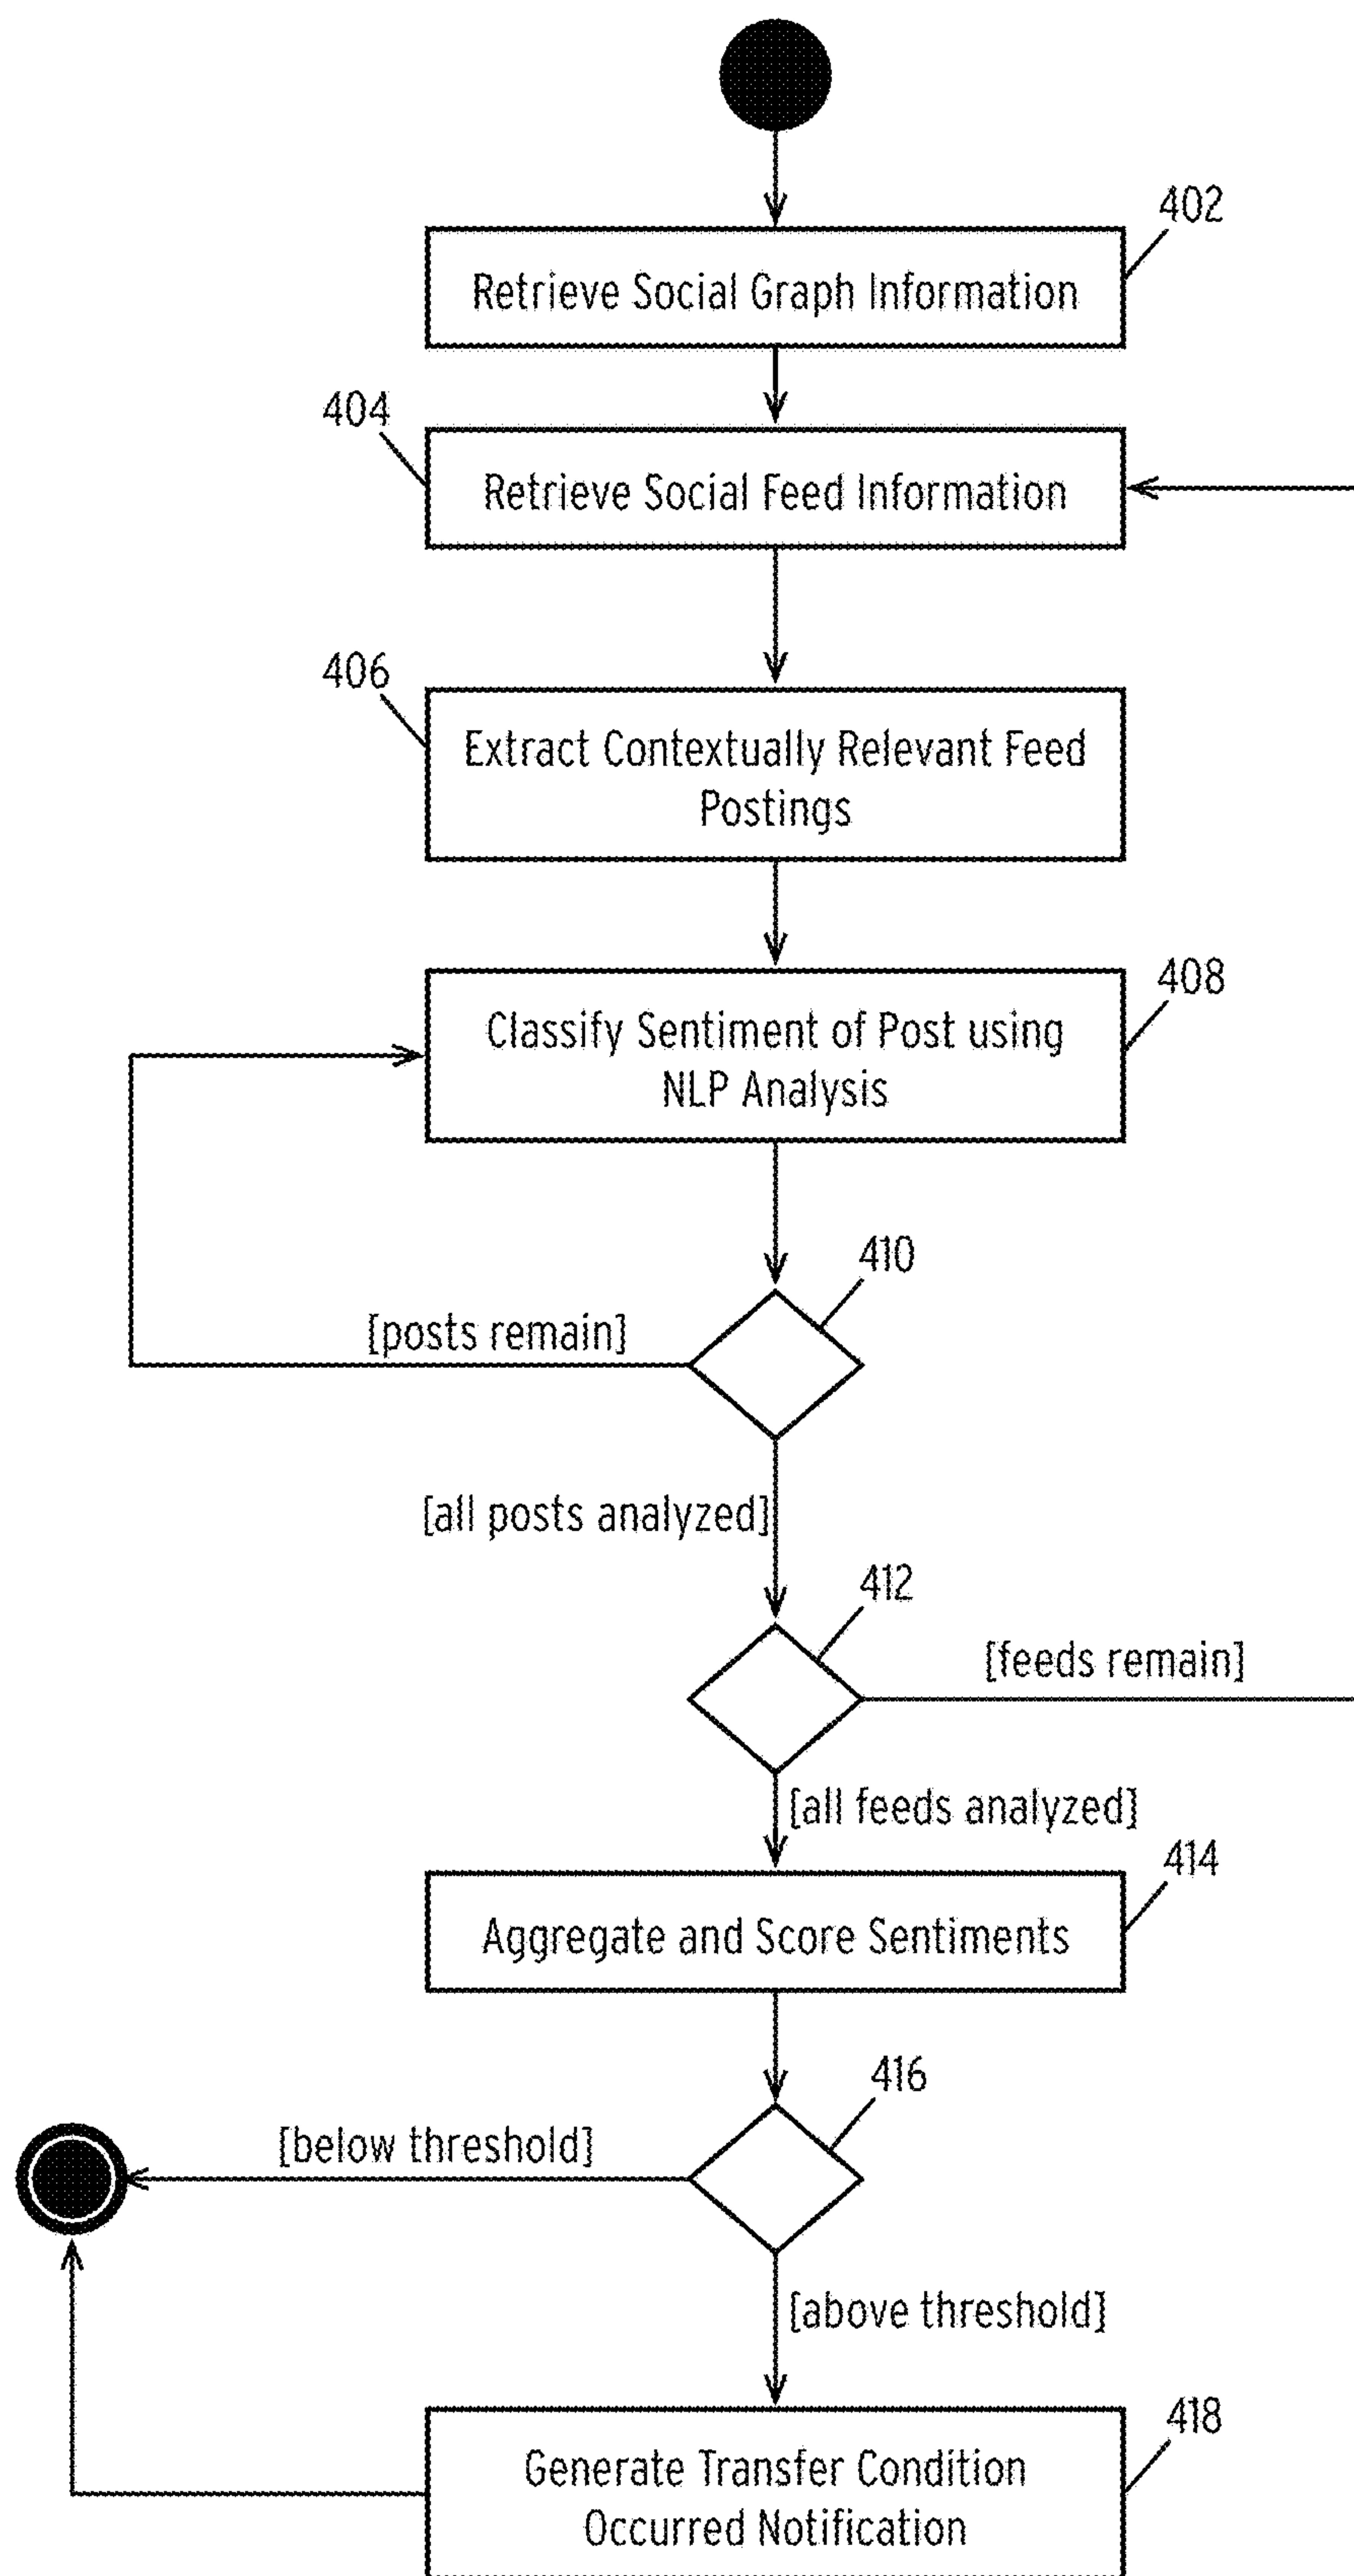 402
Retrieve Social Graph Information
404
Retrieve Social Feed Information
406
Extract Contextually Relevant Feed
Postings
408
Classify Sentiment of Post using
NLP Analysis
410
[posts remain]
[all posts analyzed]
412
[feeds remain]
[all feeds analyzed]
414
Aggregate and Score Sentiments
416
[below threshold]
[above threshold]
418
Generate Transfer Condition
Occurred Notification